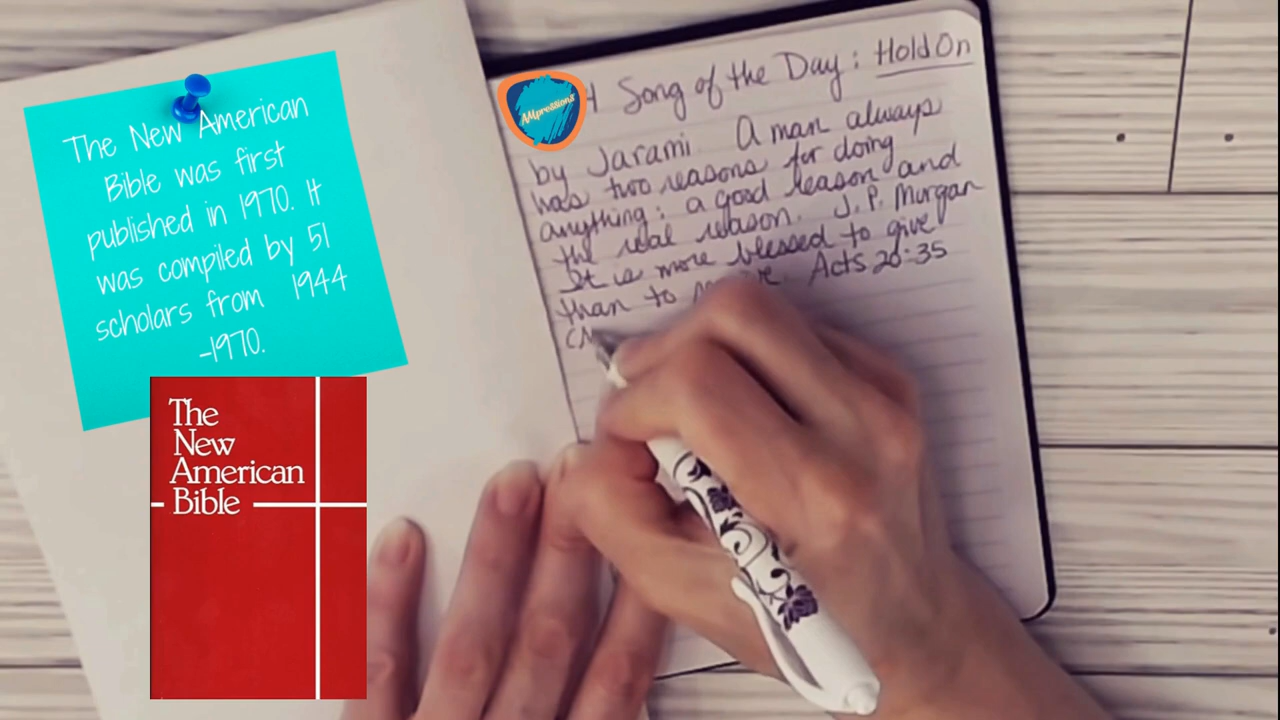 The New American
Bible was first
published in 1970. It
was compiled by 51
scholars from 1944
-1970.
The
New
American
Bible
AMpressions
4 Song of the Day: Hold On
by Jarami A man always
has two reasons for doing
anything: a good reason and
the real reason. J. P. Morgan
It is more blessed to give
than to Acts 20:35